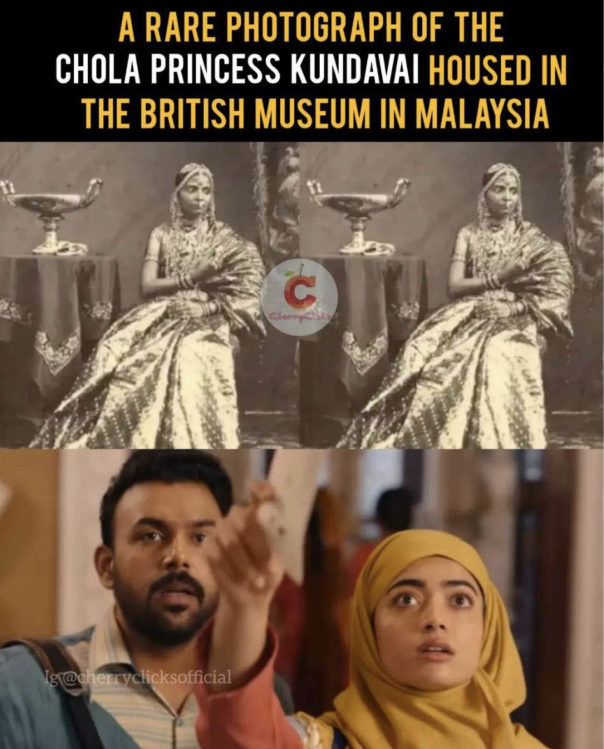 A RARE PHOTOGRAPH OF THE
CHOLA PRINCESS KUNDAVAI HOUSED IN
THE BRITISH MUSEUM IN MALAYSIA
C
Ig@cherryclicksofficial